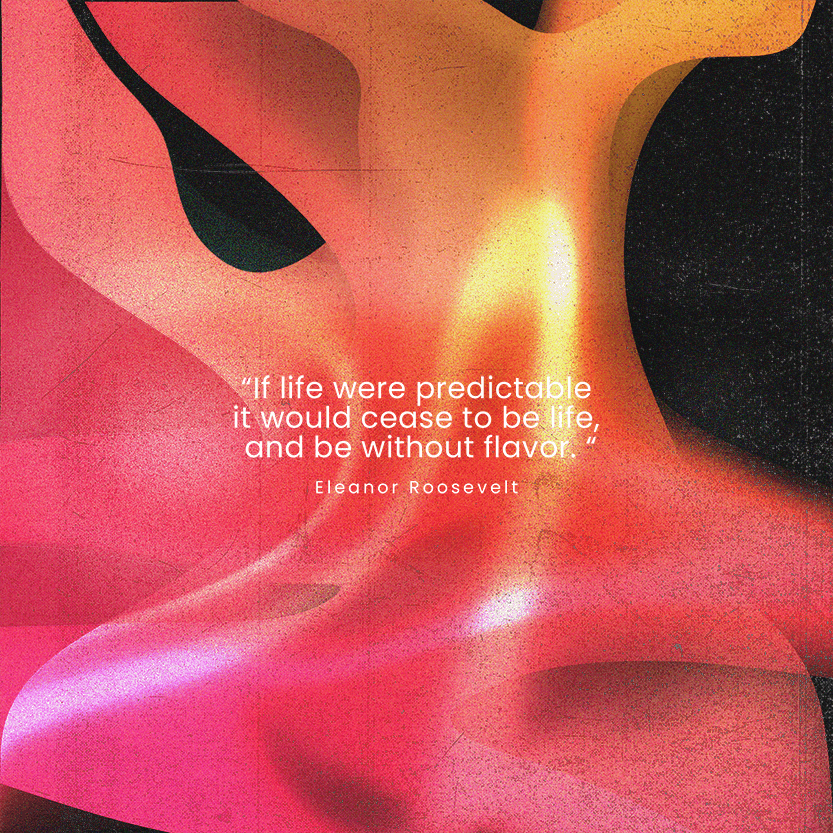 “If life were predictable
it would cease to be life,
and be without flavor. “
Eleanor Roosevelt